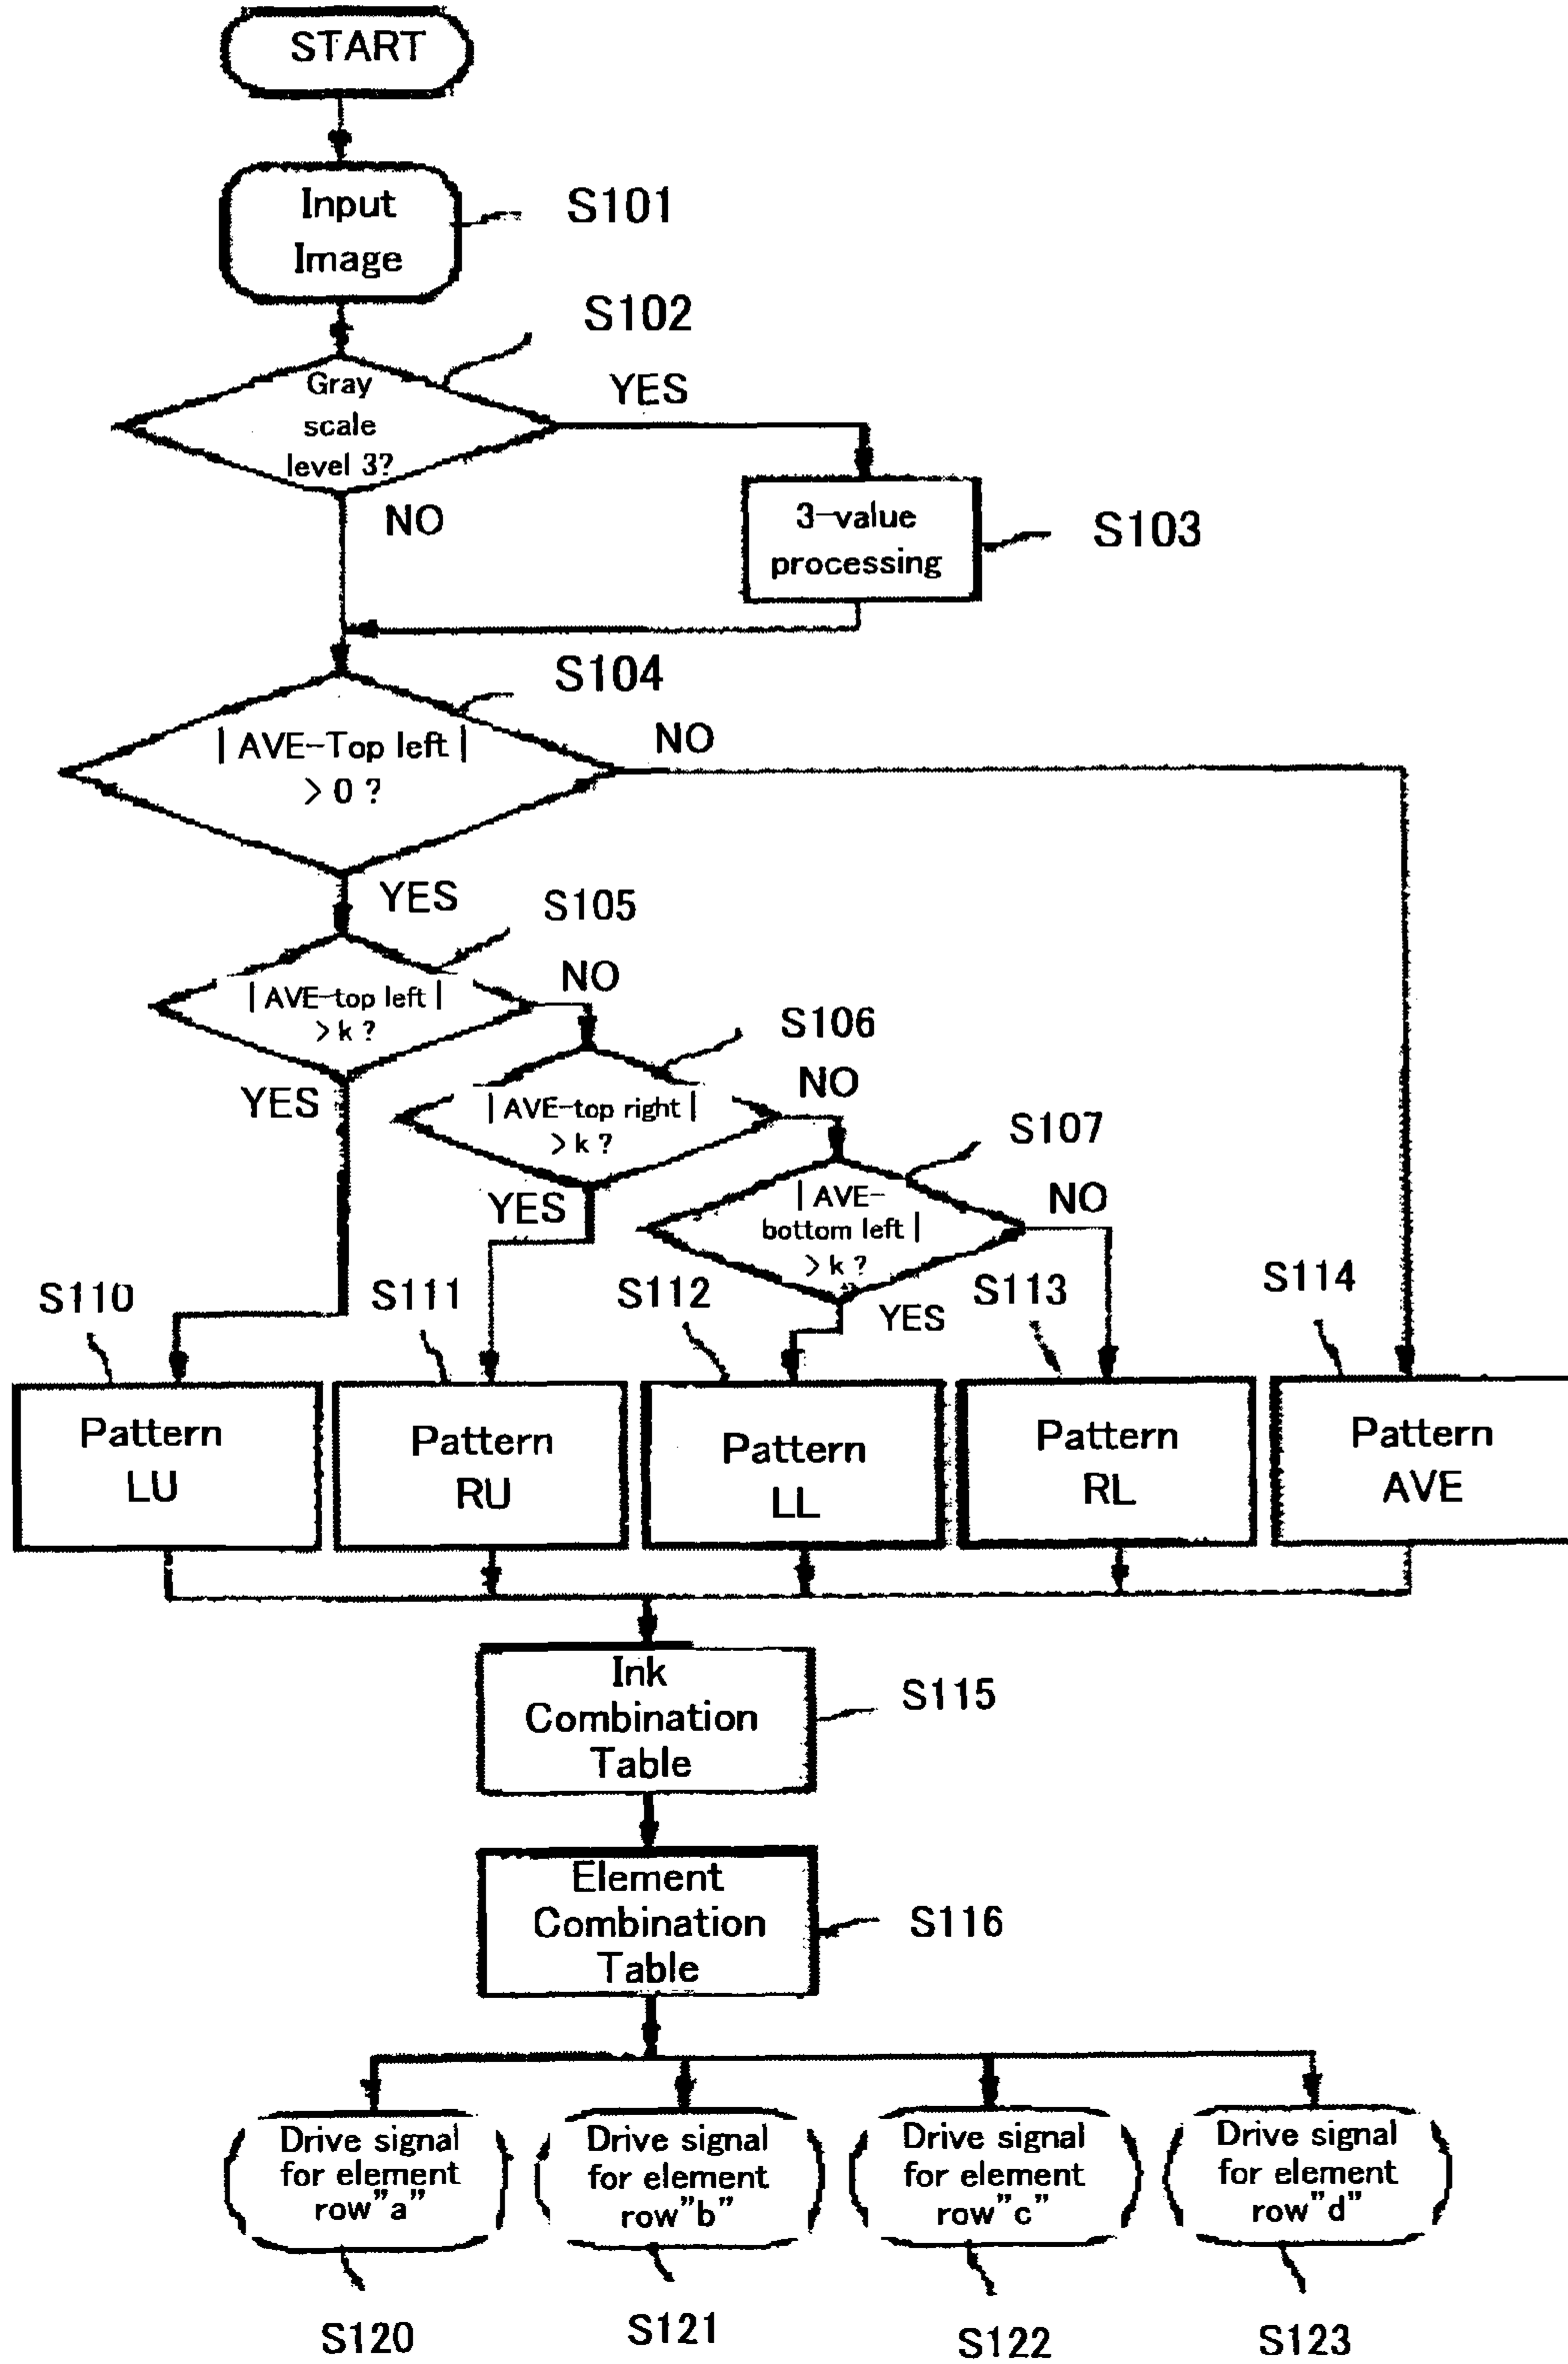 START
Input
Image
S101
S102
Gray
scale
level 3?
YES
NO
3-value
processing
S103
S104
| AVE-Top left |
> 0 ?
NO
YES
S105
| AVE-top left |
> k ?
NO
YES
S106
| AVE-top right |
> k ?
NO
YES
S107
| AVE-
bottom left |
> k ?
NO
YES
S110
S111
S112
S113
S114
Pattern
LU
Pattern
RU
Pattern
LL
Pattern
RL
Pattern
AVE
Ink
Combination
Table
S115
Element
Combination
Table
S116
Drive signal
for element
row"a"
Drive signal
for element
row"b"
Drive signal
for element
row"c"
Drive signal
for element
row"d"
S120
S121
S122
S123